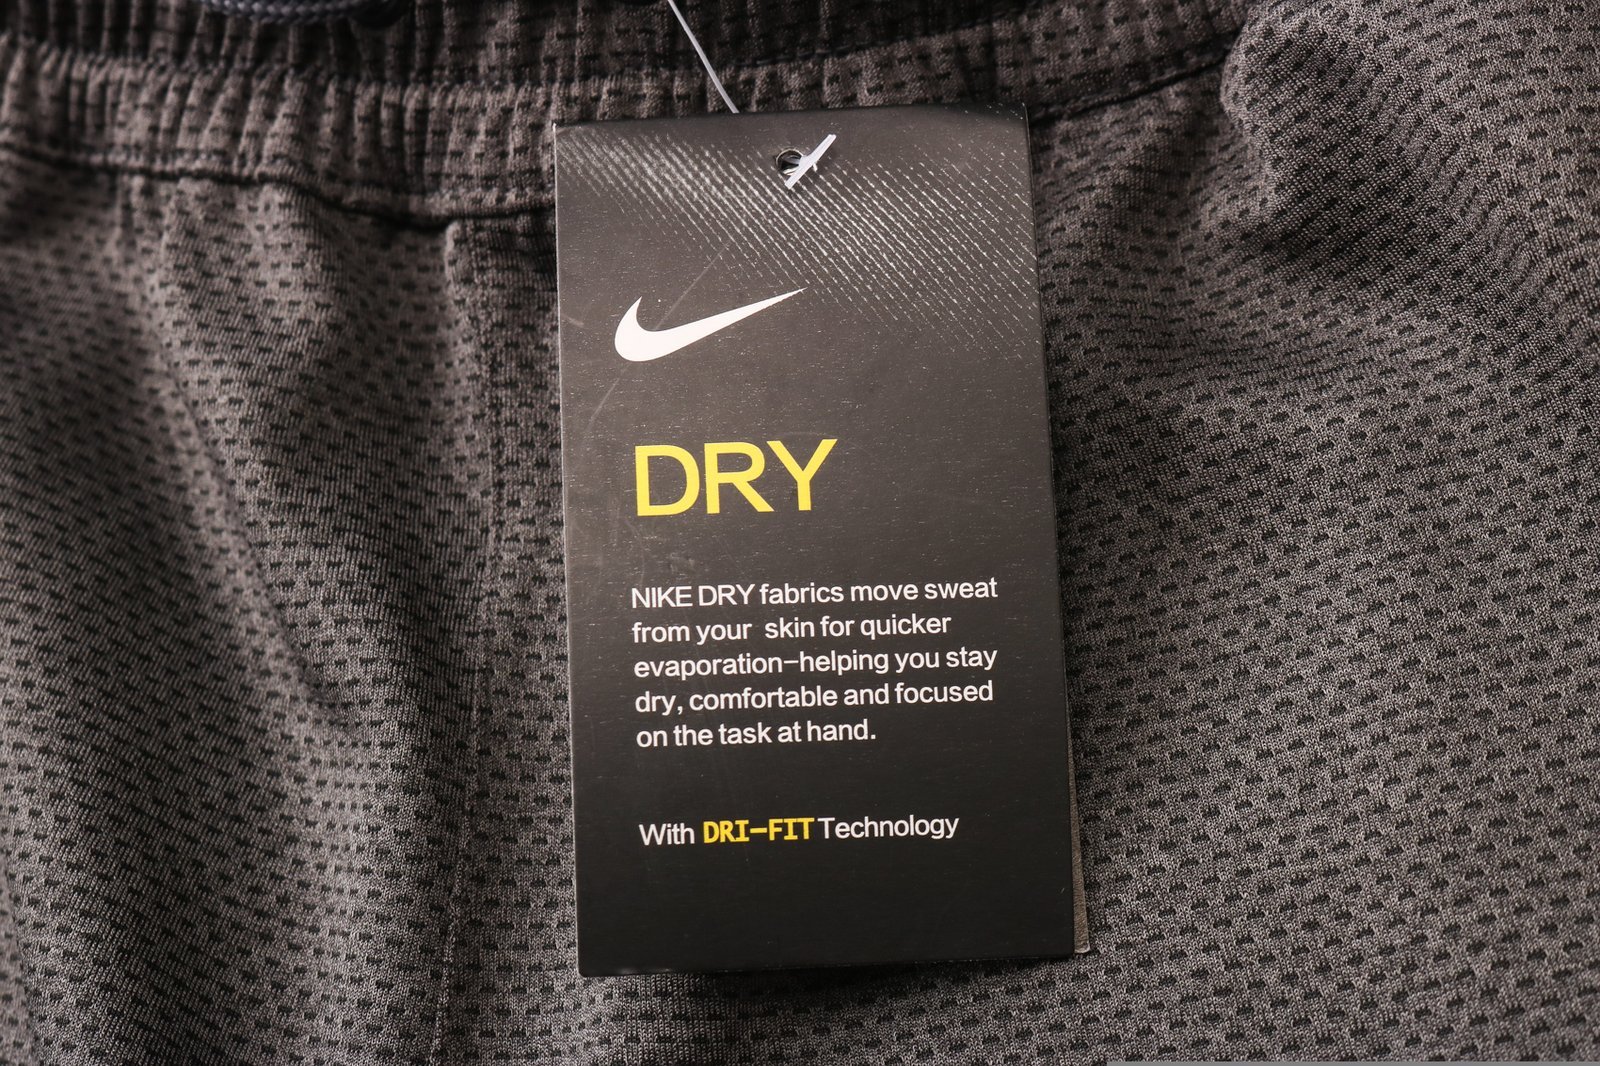 DRY
NIKE DRY fabrics move sweat
from your  skin for quicker
evaporation–helping you stay
dry, comfortable and focused
on the task at hand.
With DRI–FIT Technology